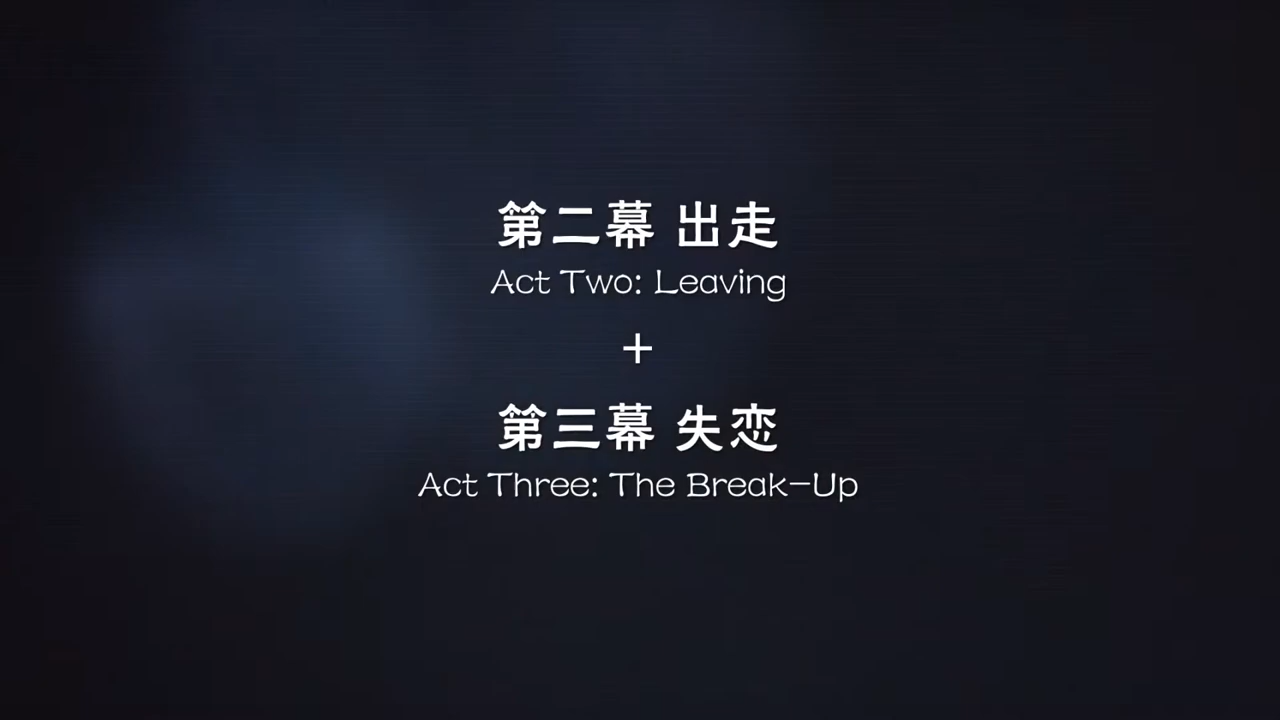 第二幕 出走
Act Two: Leaving
+
第三幕 失恋
Act Three: The Break-Up